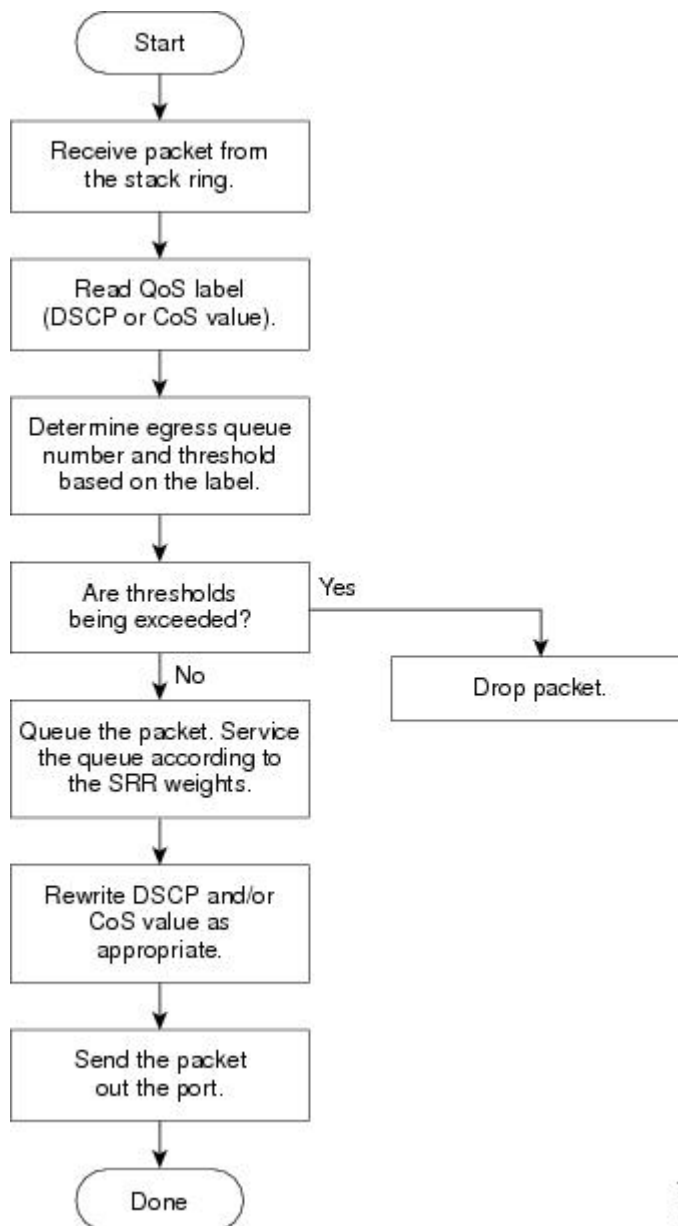 Start
Receive packet from
the stack ring.
Read QoS label
(DSCP or CoS value).
Determine egress queue
number and threshold
based on the label.
Are thresholds
being exceeded?
Yes
No
Drop packet.
Queue the packet. Service
the queue according to
the SRR weights.
Rewrite DSCP and/or
CoS value as
appropriate.
Send the packet
out the port.
Done